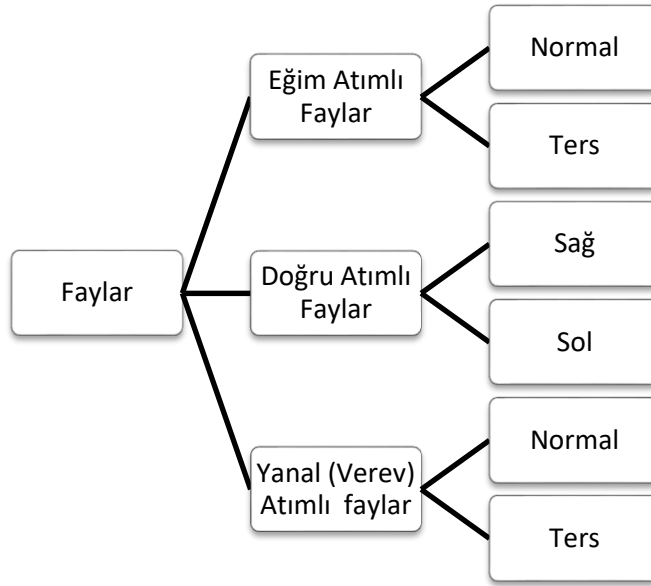 Faylar
Eğim Atımlı
Faylar
Normal
Ters
Doğru Atımlı
Faylar
Sağ
Sol
Yanal (Verev)
Atımlı faylar
Normal
Ters